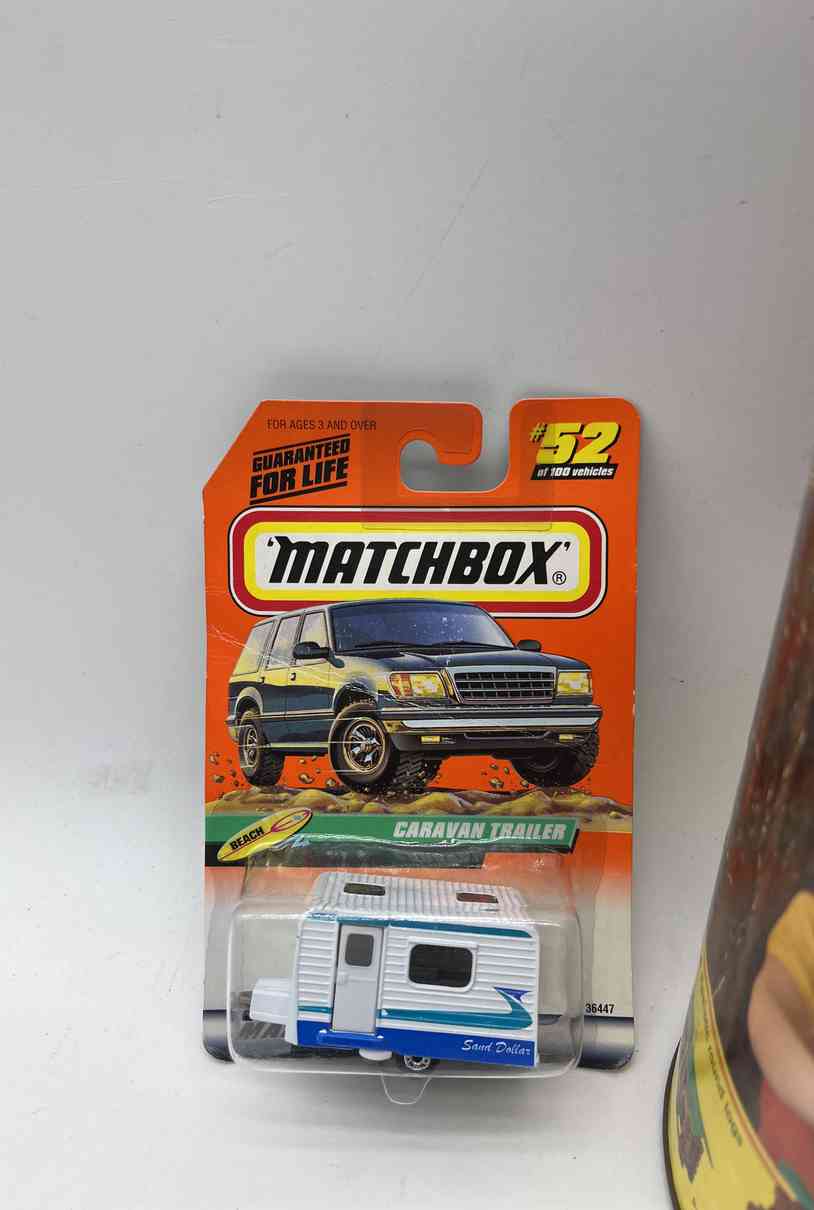 FOR AGES 3 AND OVER
GUARANTEED
FOR LIFE
#52
of 100 vehicles
'MATCHBOX'®
BEACH
CARAVAN TRAILER
36447
Sand Dollar